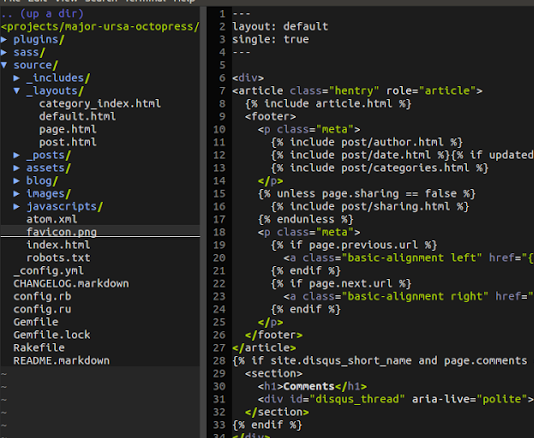 .. (up a dir)
<projects/major-ursa-octopress/
▶ plugins/
▶ sass/
▼ source/
▶ _includes/
▼ _layouts/
category_index.html
default.html
page.html
post.html
▶ _posts/
▶ assets/
▶ blog/
▶ images/
▶ javascripts/
atom.xml
favicon.png
index.html
robots.txt
_config.yml
CHANGELOG.markdown
config.rb
config.ru
Gemfile
Gemfile.lock
Rakefile
README.markdown
~
~
~
~
~
1 ---
2 layout: default
3 single: true
4 ---
5
6 <div>
7 <article class="hentry" role="article">
8 {% include article.html %}
9 <footer>
10 <p class="meta">
11 {% include post/author.html %}
12 {% include post/date.html %}{% if updated
13 {% include post/categories.html %}
14 </p>
15 {% unless page.sharing == false %}
16 {% include post/sharing.html %}
17 {% endunless %}
18 <p class="meta">
19 {% if page.previous.url %}
20 <a class="basic-alignment left" href="{
21 {% endif %}
22 {% if page.next.url %}
23 <a class="basic-alignment right" href="
24 {% endif %}
25 </p>
26 </footer>
27 </article>
28 {% if site.disqus_short_name and page.comments
29 <section>
30 <h1>Comments</h1>
31 <div id="disqus_thread" aria-live="polite">
32 </section>
33 {% endif %}
34 </div>